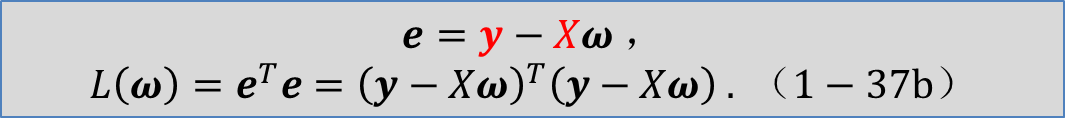 e = y − Xω，
L(ω) = eᵀe = (y − Xω)ᵀ(y − Xω) . （1 − 37b）